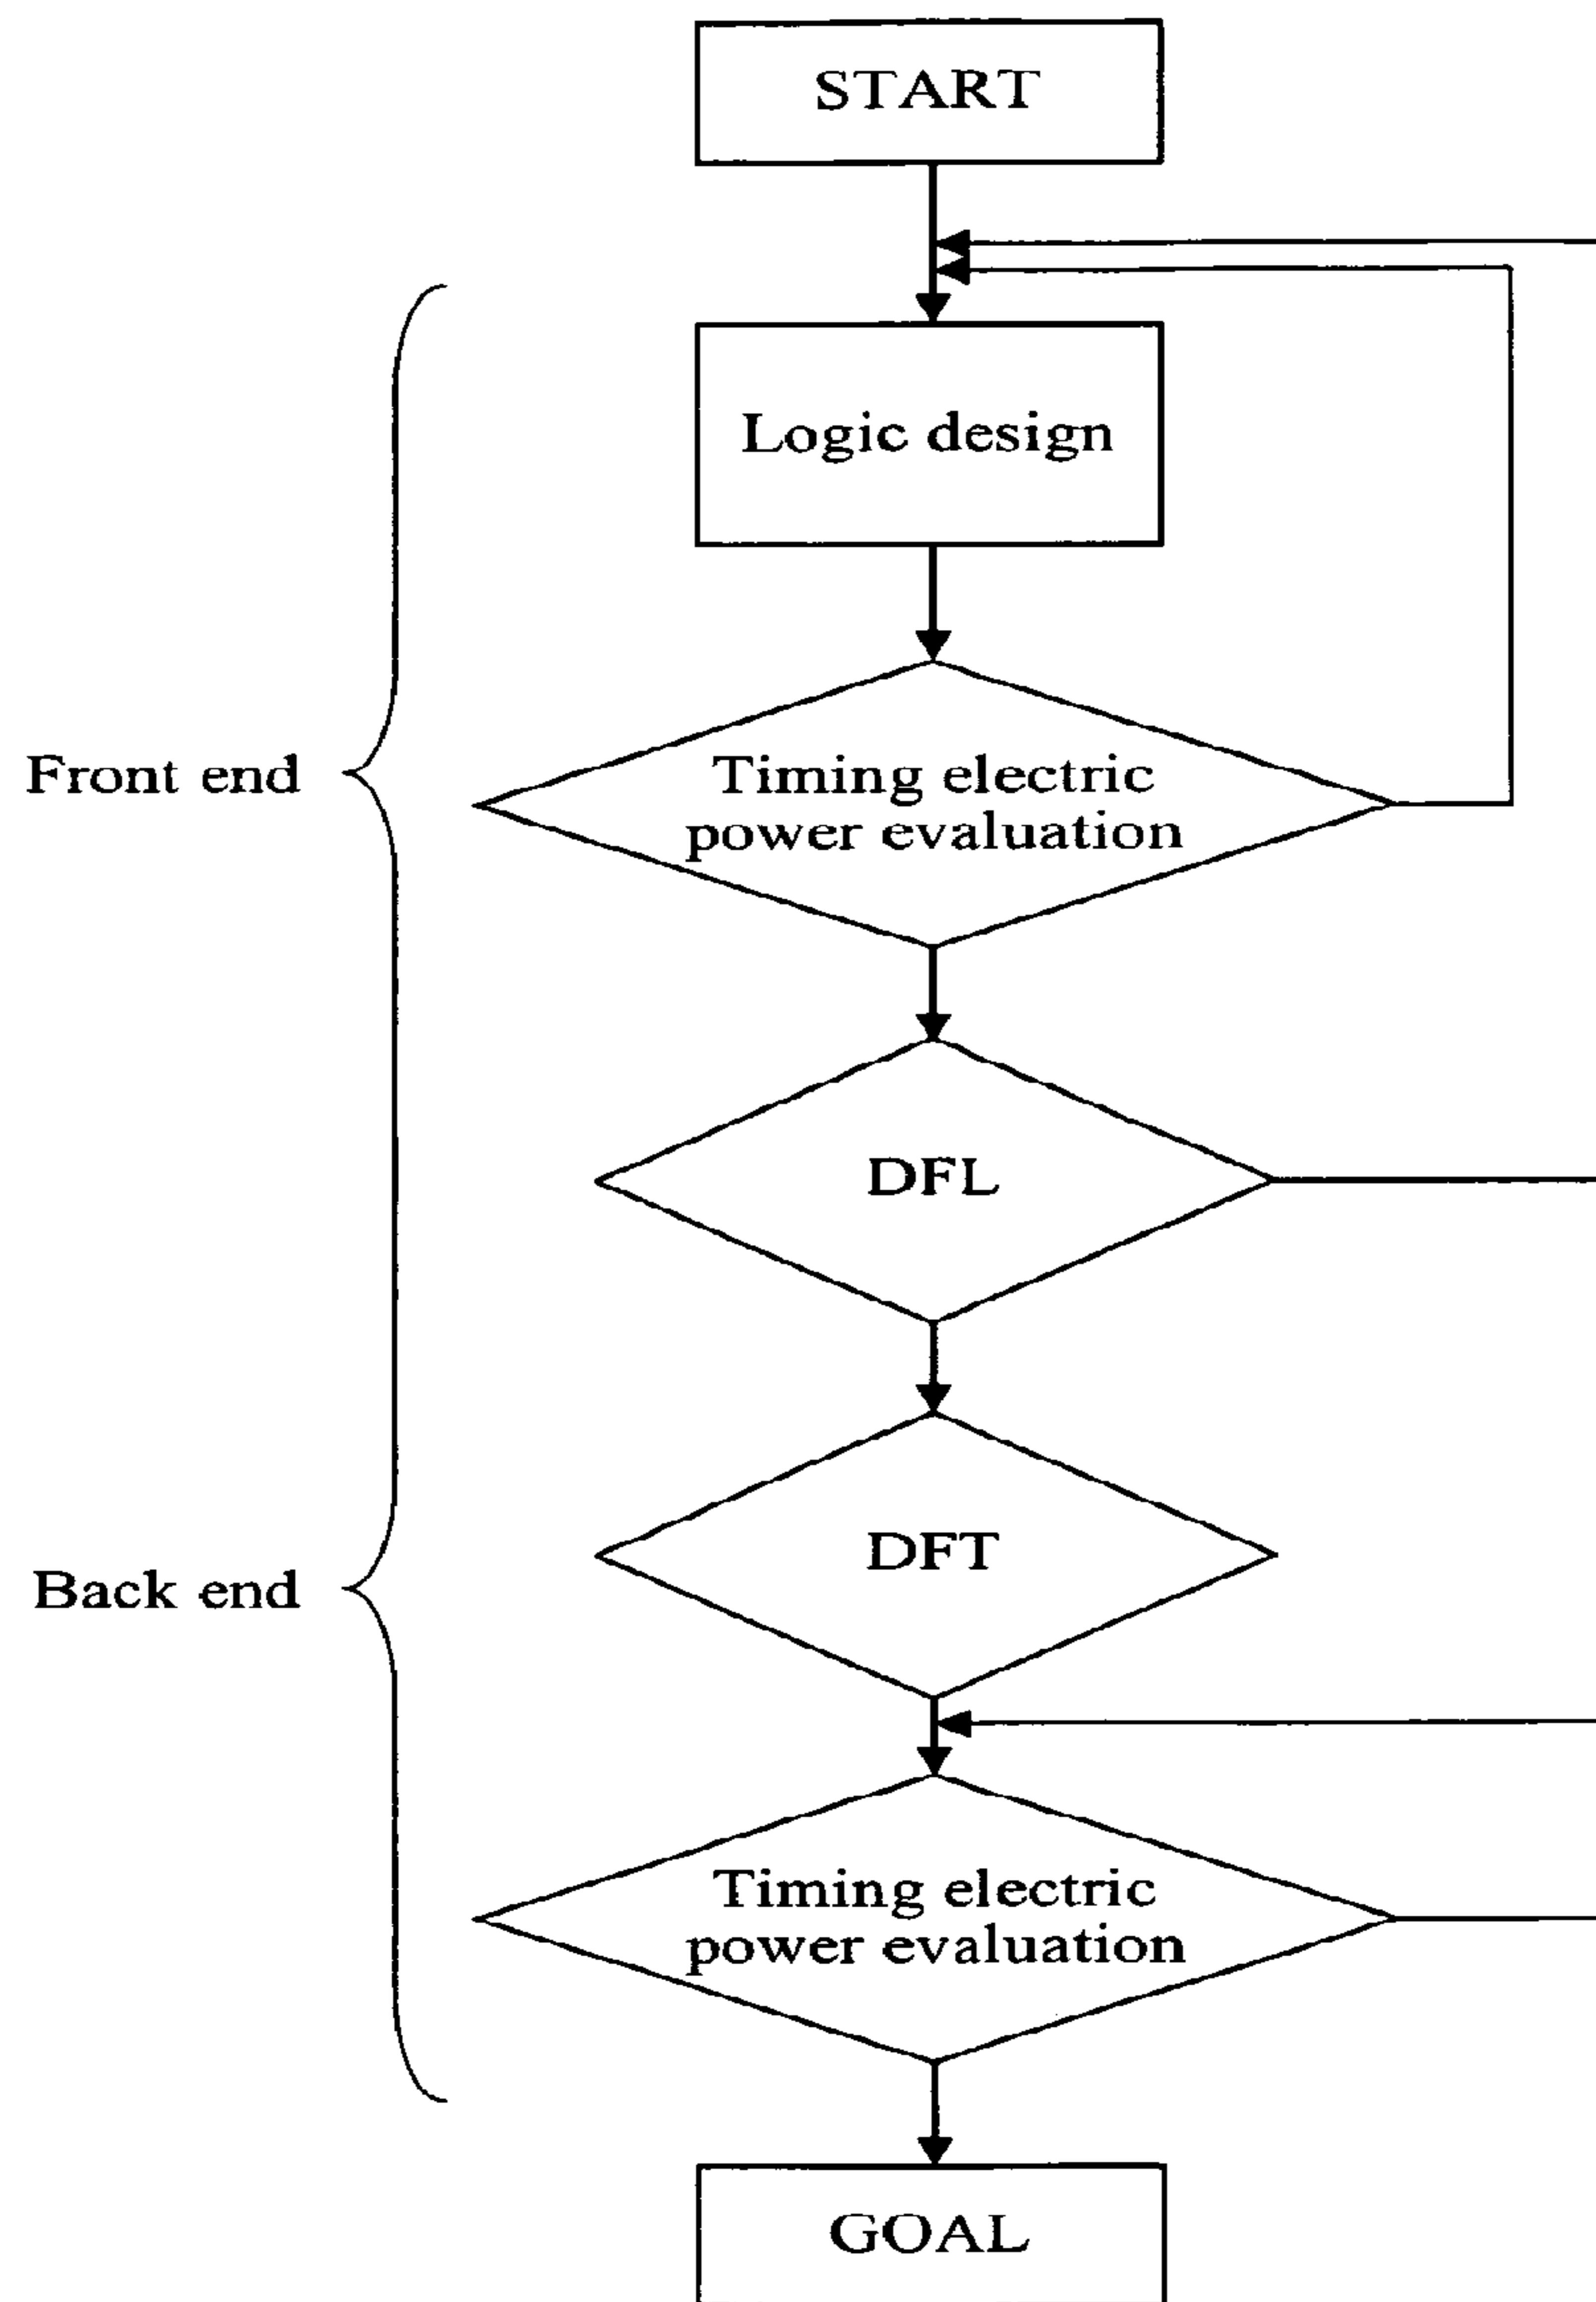 START
Logic design
Front end
Timing electric
power evaluation
DFL
DFT
Back end
Timing electric
power evaluation
GOAL